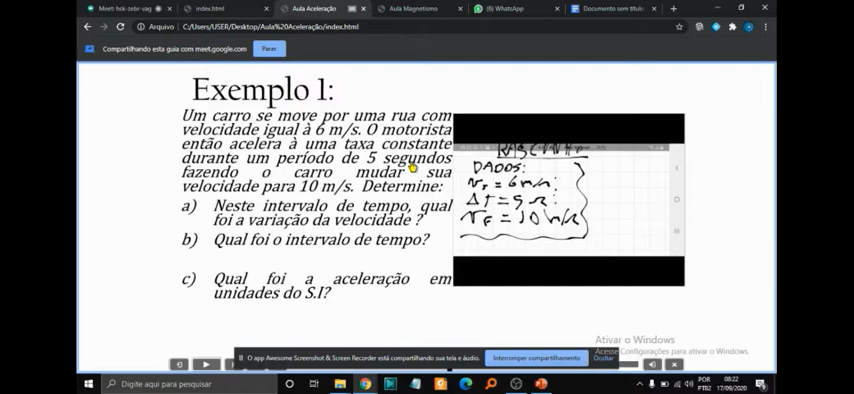 Meet: hsk-zebr-vag
index.html
Aula Aceleração
Aula Magnetismo
WhatsApp
Documento sem títul
Arquivo C:/Users/USER/Desktop/Aula%20Aceleração/index.html
Compartilhando esta guia com meet.google.com Parar
Exemplo 1:
Um carro se move por uma rua com
velocidade igual à 6 m/s. O motorista
então acelera à uma taxa constante
durante um período de 5 segundos
fazendo o carro mudar sua
velocidade para 10 m/s. Determine:
a) Neste intervalo de tempo, qual
foi a variação da velocidade ?
b) Qual foi o intervalo de tempo?
c) Qual foi a aceleração em
unidades do S.I?
RASCUNHO
DADOS:
Δt = 5 s
Ativar o Windows
Acesse Configurações para ativar o Windows.
O app Awesome Screenshot & Screen Recorder está compartilhando sua tela e áudio. Interromper compartilhamento Ocultar
Digite aqui para pesquisar
POR
PTB2
08:22
17/09/2020